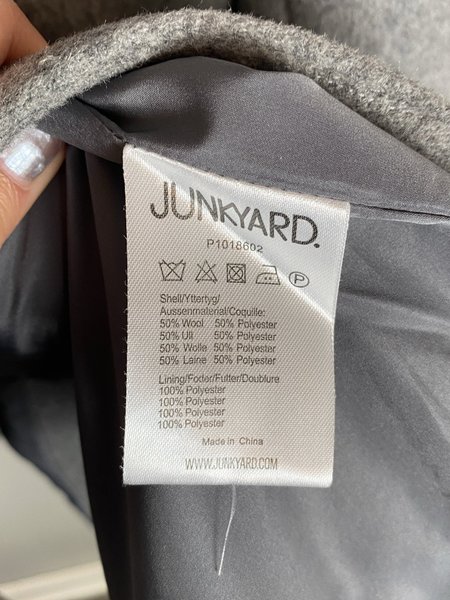 JUNKYARD.
P1018602
P
Shell/Yttertyg/
Aussenmaterial/Coquille:
50% Wool 50% Polyester
50% Ull 50% Polyester
50% Wolle 50% Polyester
50% Laine 50% Polyester
Lining/Foder/Futter/Doublure
100% Polyester
100% Polyester
100% Polyester
100% Polyester
Made in China
WWW.JUNKYARD.COM